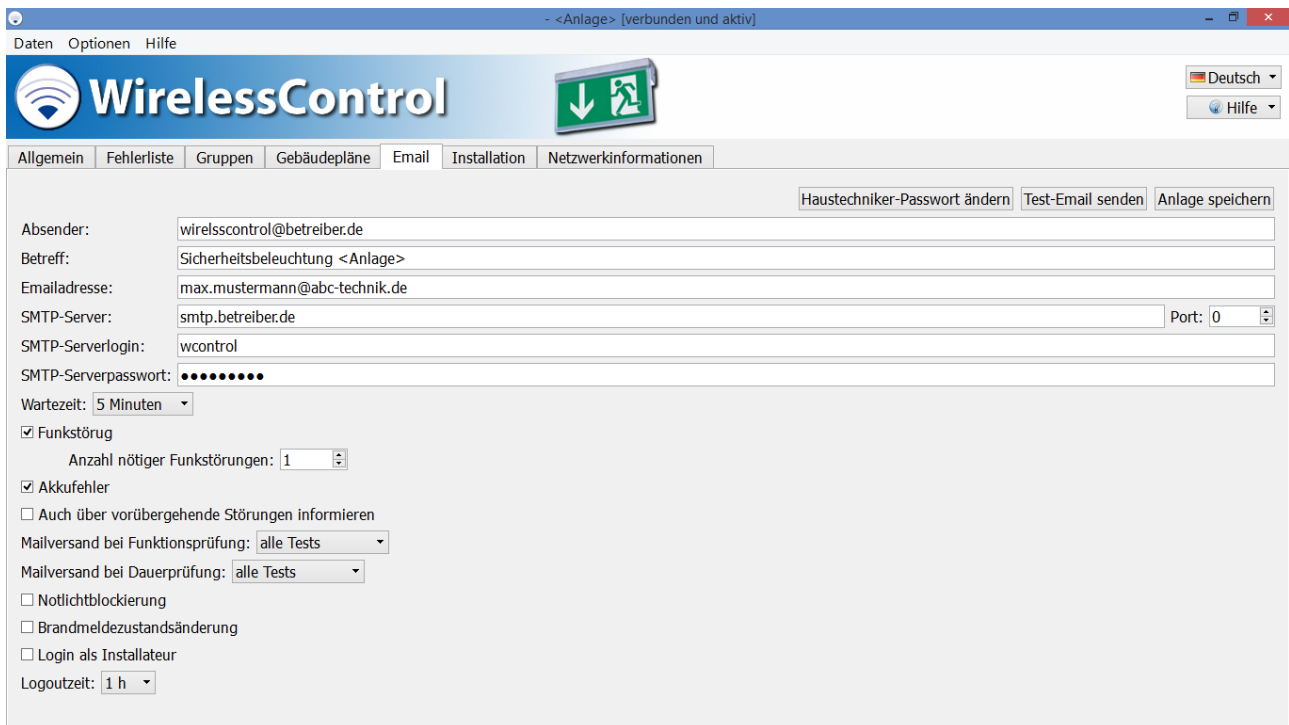 - <Anlage> [verbunden und aktiv]
Daten Optionen Hilfe
WirelessControl
Deutsch
Hilfe
Allgemein Fehlerliste Gruppen Gebäudepläne Email Installation Netzwerkinformationen
Haustechniker-Passwort ändern Test-Email senden Anlage speichern
Absender: wirelsscontrol@betreiber.de
Betreff: Sicherheitsbeleuchtung <Anlage>
Emailadresse: max.mustermann@abc-technik.de
SMTP-Server: smtp.betreiber.de Port: 0
SMTP-Serverlogin: wcontrol
SMTP-Serverpasswort: ●●●●●●●●●
Wartezeit: 5 Minuten
Funkstörug
Anzahl nötiger Funkstörungen: 1
Akkufehler
Auch über vorübergehende Störungen informieren
Mailversand bei Funktionsprüfung: alle Tests
Mailversand bei Dauerprüfung: alle Tests
Notlichtblockierung
Brandmeldezustandsänderung
Login als Installateur
Logoutzeit: 1 h